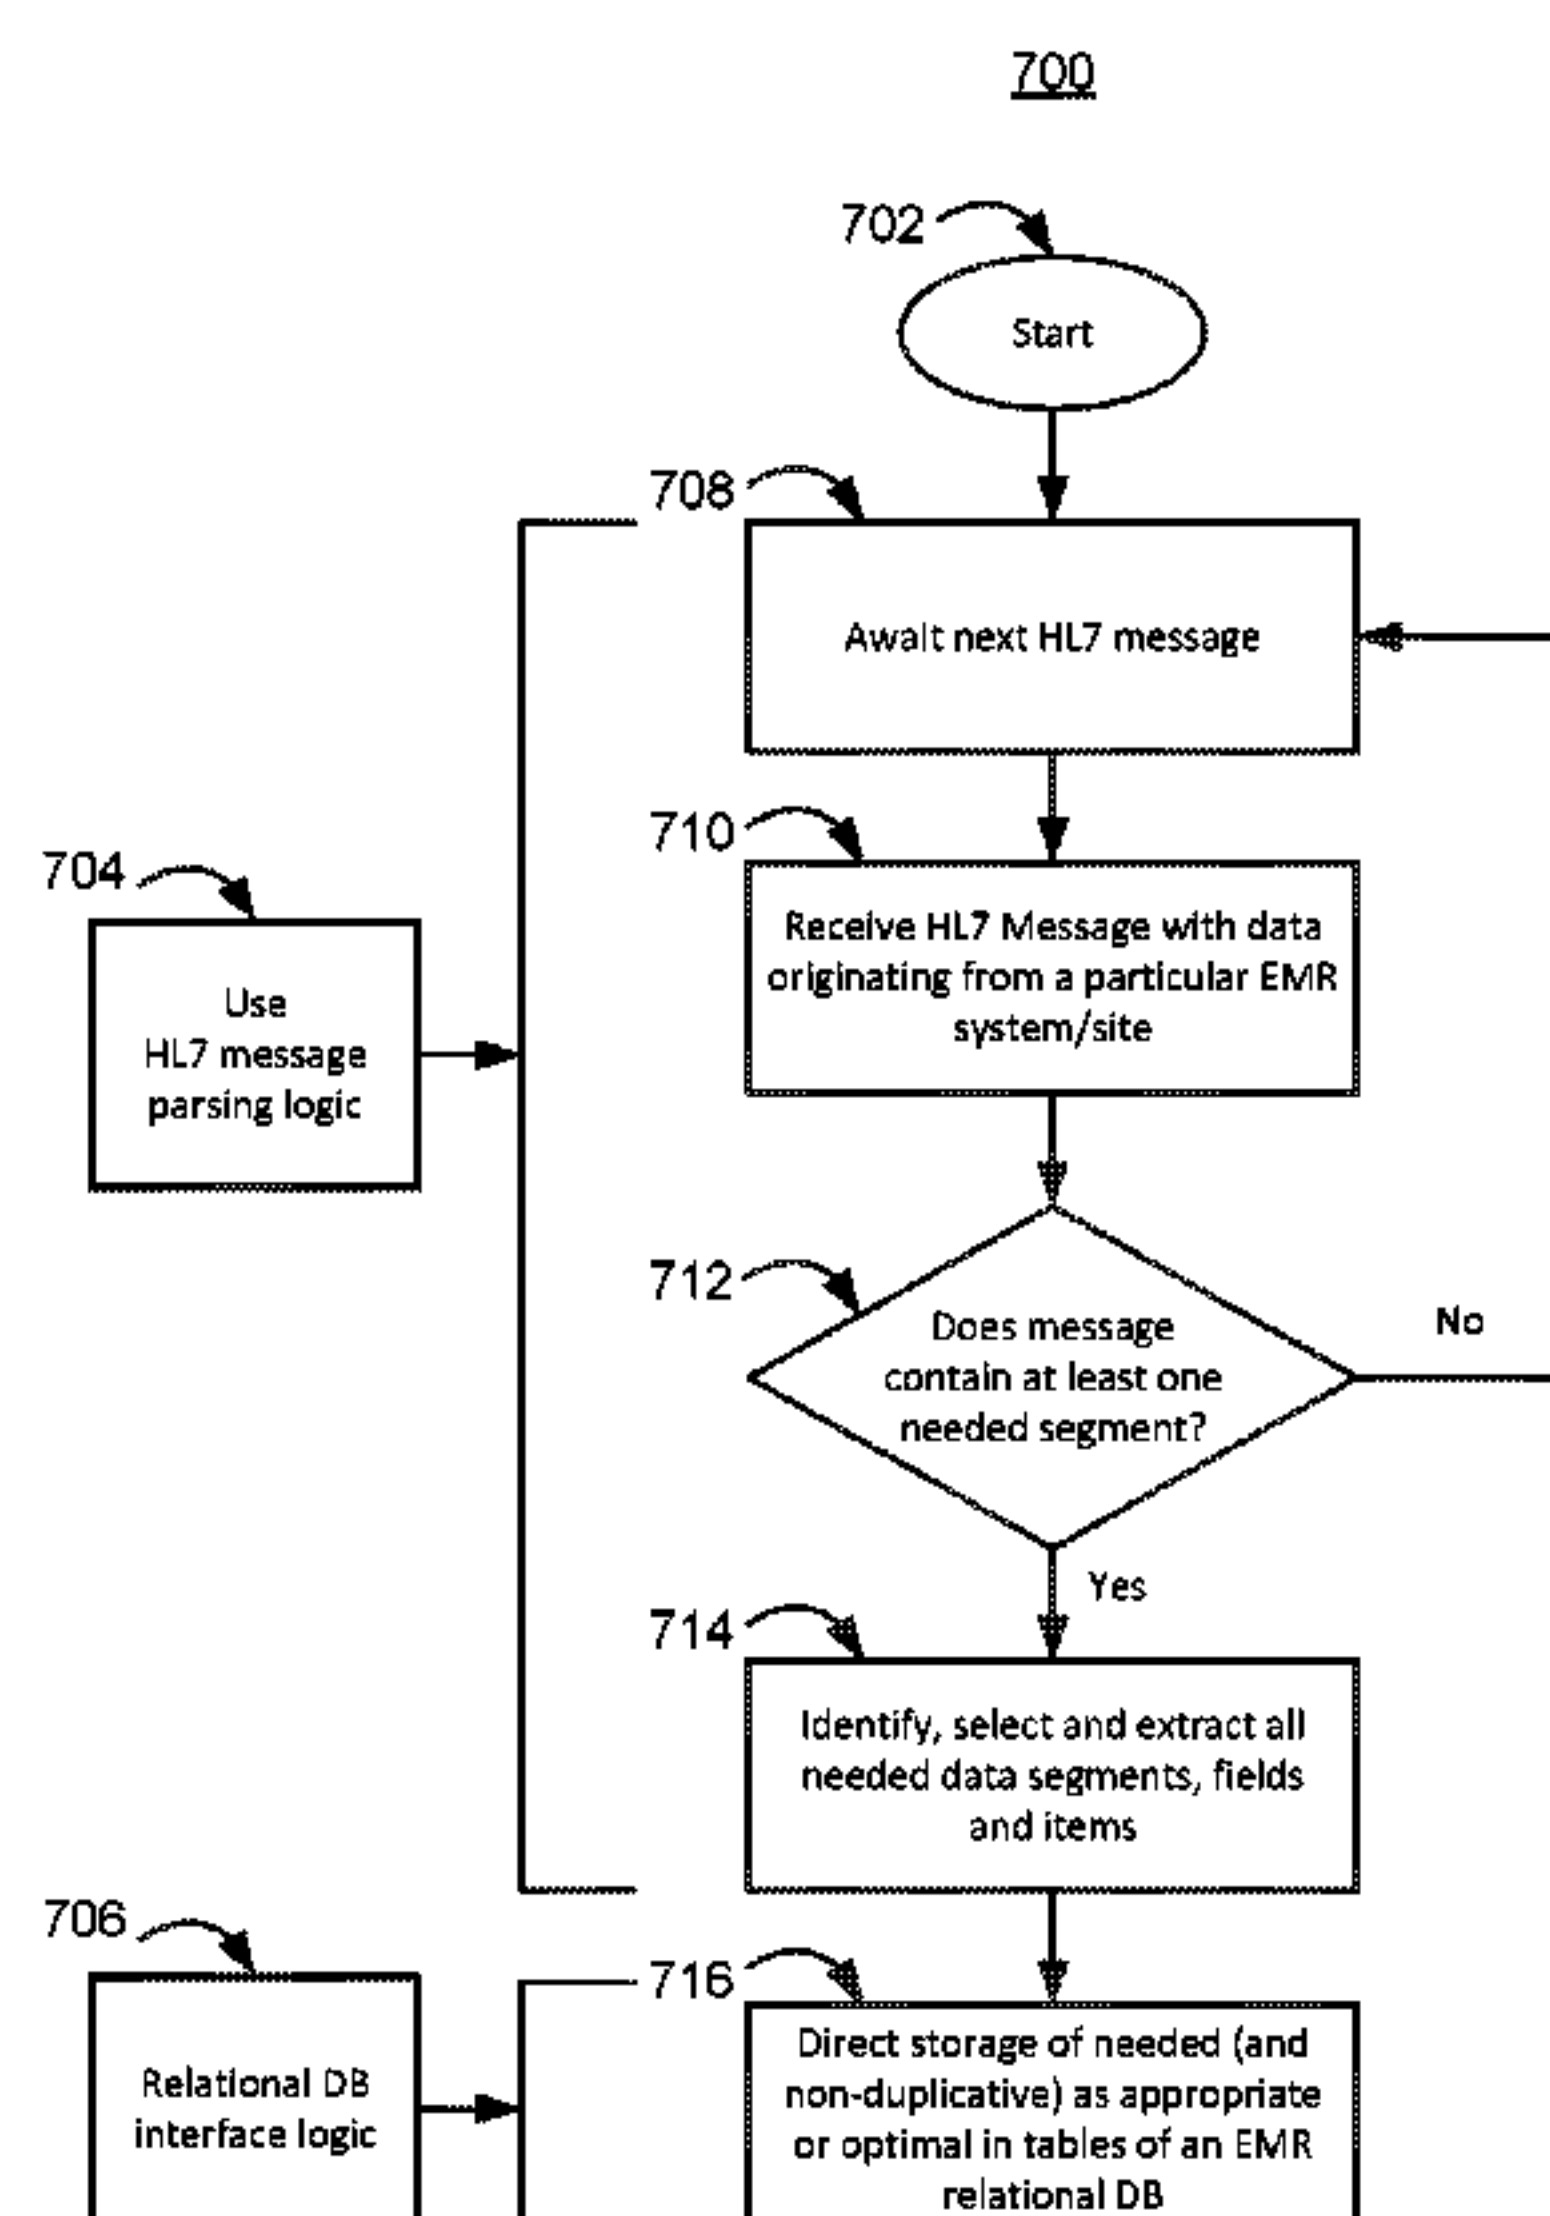 700
702
Start
708
Await next HL7 message
710
Receive HL7 Message with data
originating from a particular EMR
system/site
704
Use
HL7 message
parsing logic
712
Does message
contain at least one
needed segment?
No
Yes
714
Identify, select and extract all
needed data segments, fields
and items
706
Relational DB
interface logic
716
Direct storage of needed (and
non-duplicative) as appropriate
or optimal in tables of an EMR
relational DB